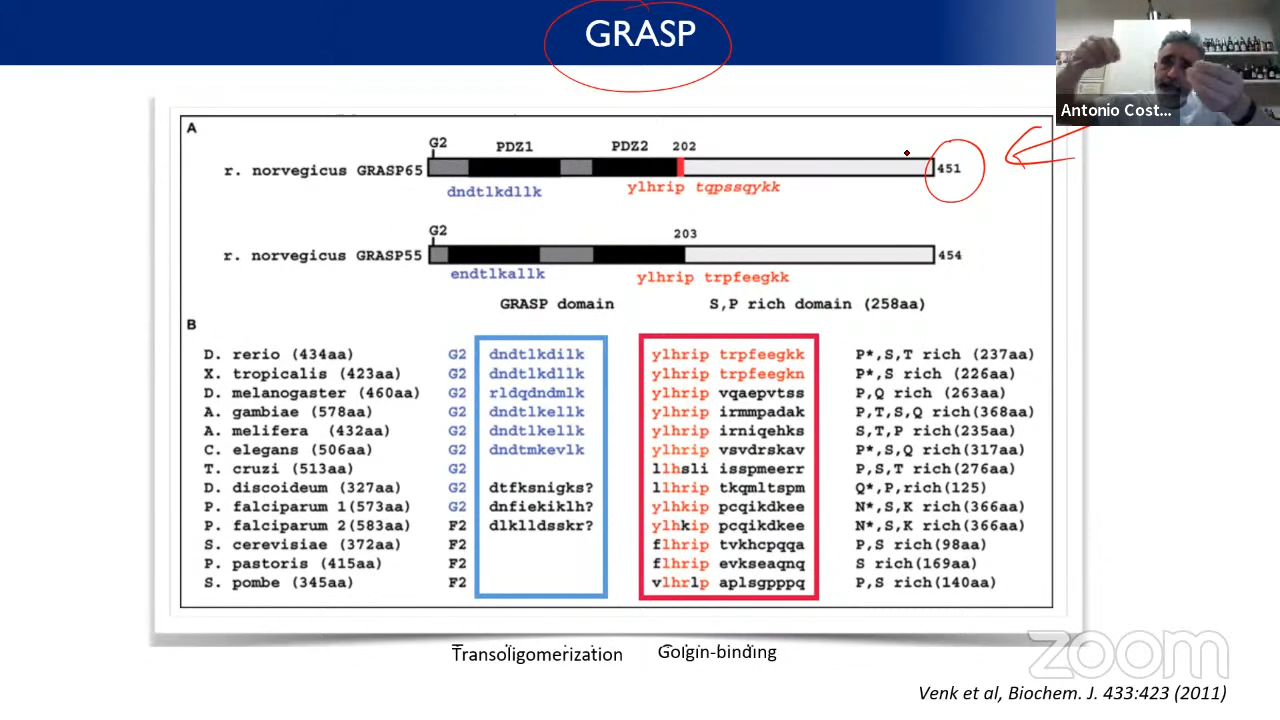 GRASP
Antonio Cost...
A
G2 PDZ1 PDZ2 202
r. norvegicus GRASP65 451
dndtlkdllk ylhrip tqpssqykk
G2 203
r. norvegicus GRASP55 454
endtlkallk ylhrip trpfeegkk
GRASP domain S,P rich domain (258aa)
B
D. rerio (434aa) G2 dndtlkdilk ylhrip trpfeegkk P*,S,T rich (237aa)
X. tropicalis (423aa) G2 dndtlkdllk ylhrip trpfeegkn P*,S rich (226aa)
D. melanogaster (460aa) G2 rldqdndmlk ylhrip vqaepvtss P,Q rich (263aa)
A. gambiae (578aa) G2 dndtlkellk ylhrip irmmpadak P,T,S,Q rich(368aa)
A. melifera (432aa) G2 dndtlkellk ylhrip irniqehks S,T,P rich(235aa)
C. elegans (506aa) G2 dndtmkevlk ylhrip vsvdrskav P*,S,Q rich(317aa)
T. cruzi (513aa) G2 llhsli isspmeerr P,S,T rich(276aa)
D. discoideum (327aa) G2 dtfksnigks? llhrip tkqmltspm Q*,P,rich(125)
P. falciparum 1(573aa) G2 dnfiekiklh? ylhkip pcqikdkee N*,S,K rich(366aa)
P. falciparum 2(583aa) F2 dlklldsskr? ylhkip pcqikdkee N*,S,K rich(366aa)
S. cerevisiae (372aa) F2 flhrip tvkhcpqqa P,S rich(98aa)
P. pastoris (415aa) F2 flhrip evkseaqnq S rich(169aa)
S. pombe (345aa) F2 vlhrlp aplsgpppq P,S rich(140aa)
Transoligomerization Golgin-binding
zoom
Venk et al, Biochem. J. 433:423 (2011)